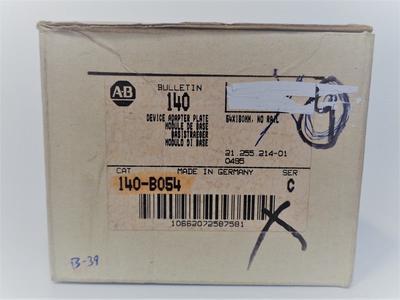 A-B
BULLETIN
140
DEVICE ADAPTER PLATE
MODULE DE BASE
BASISTRAEGER
MODULO DI BASE
54X180MM, NO RAIL
21.255.214-01
0495
CAT
MADE IN GERMANY
SER
140-B054
C
10662072587581
B-39